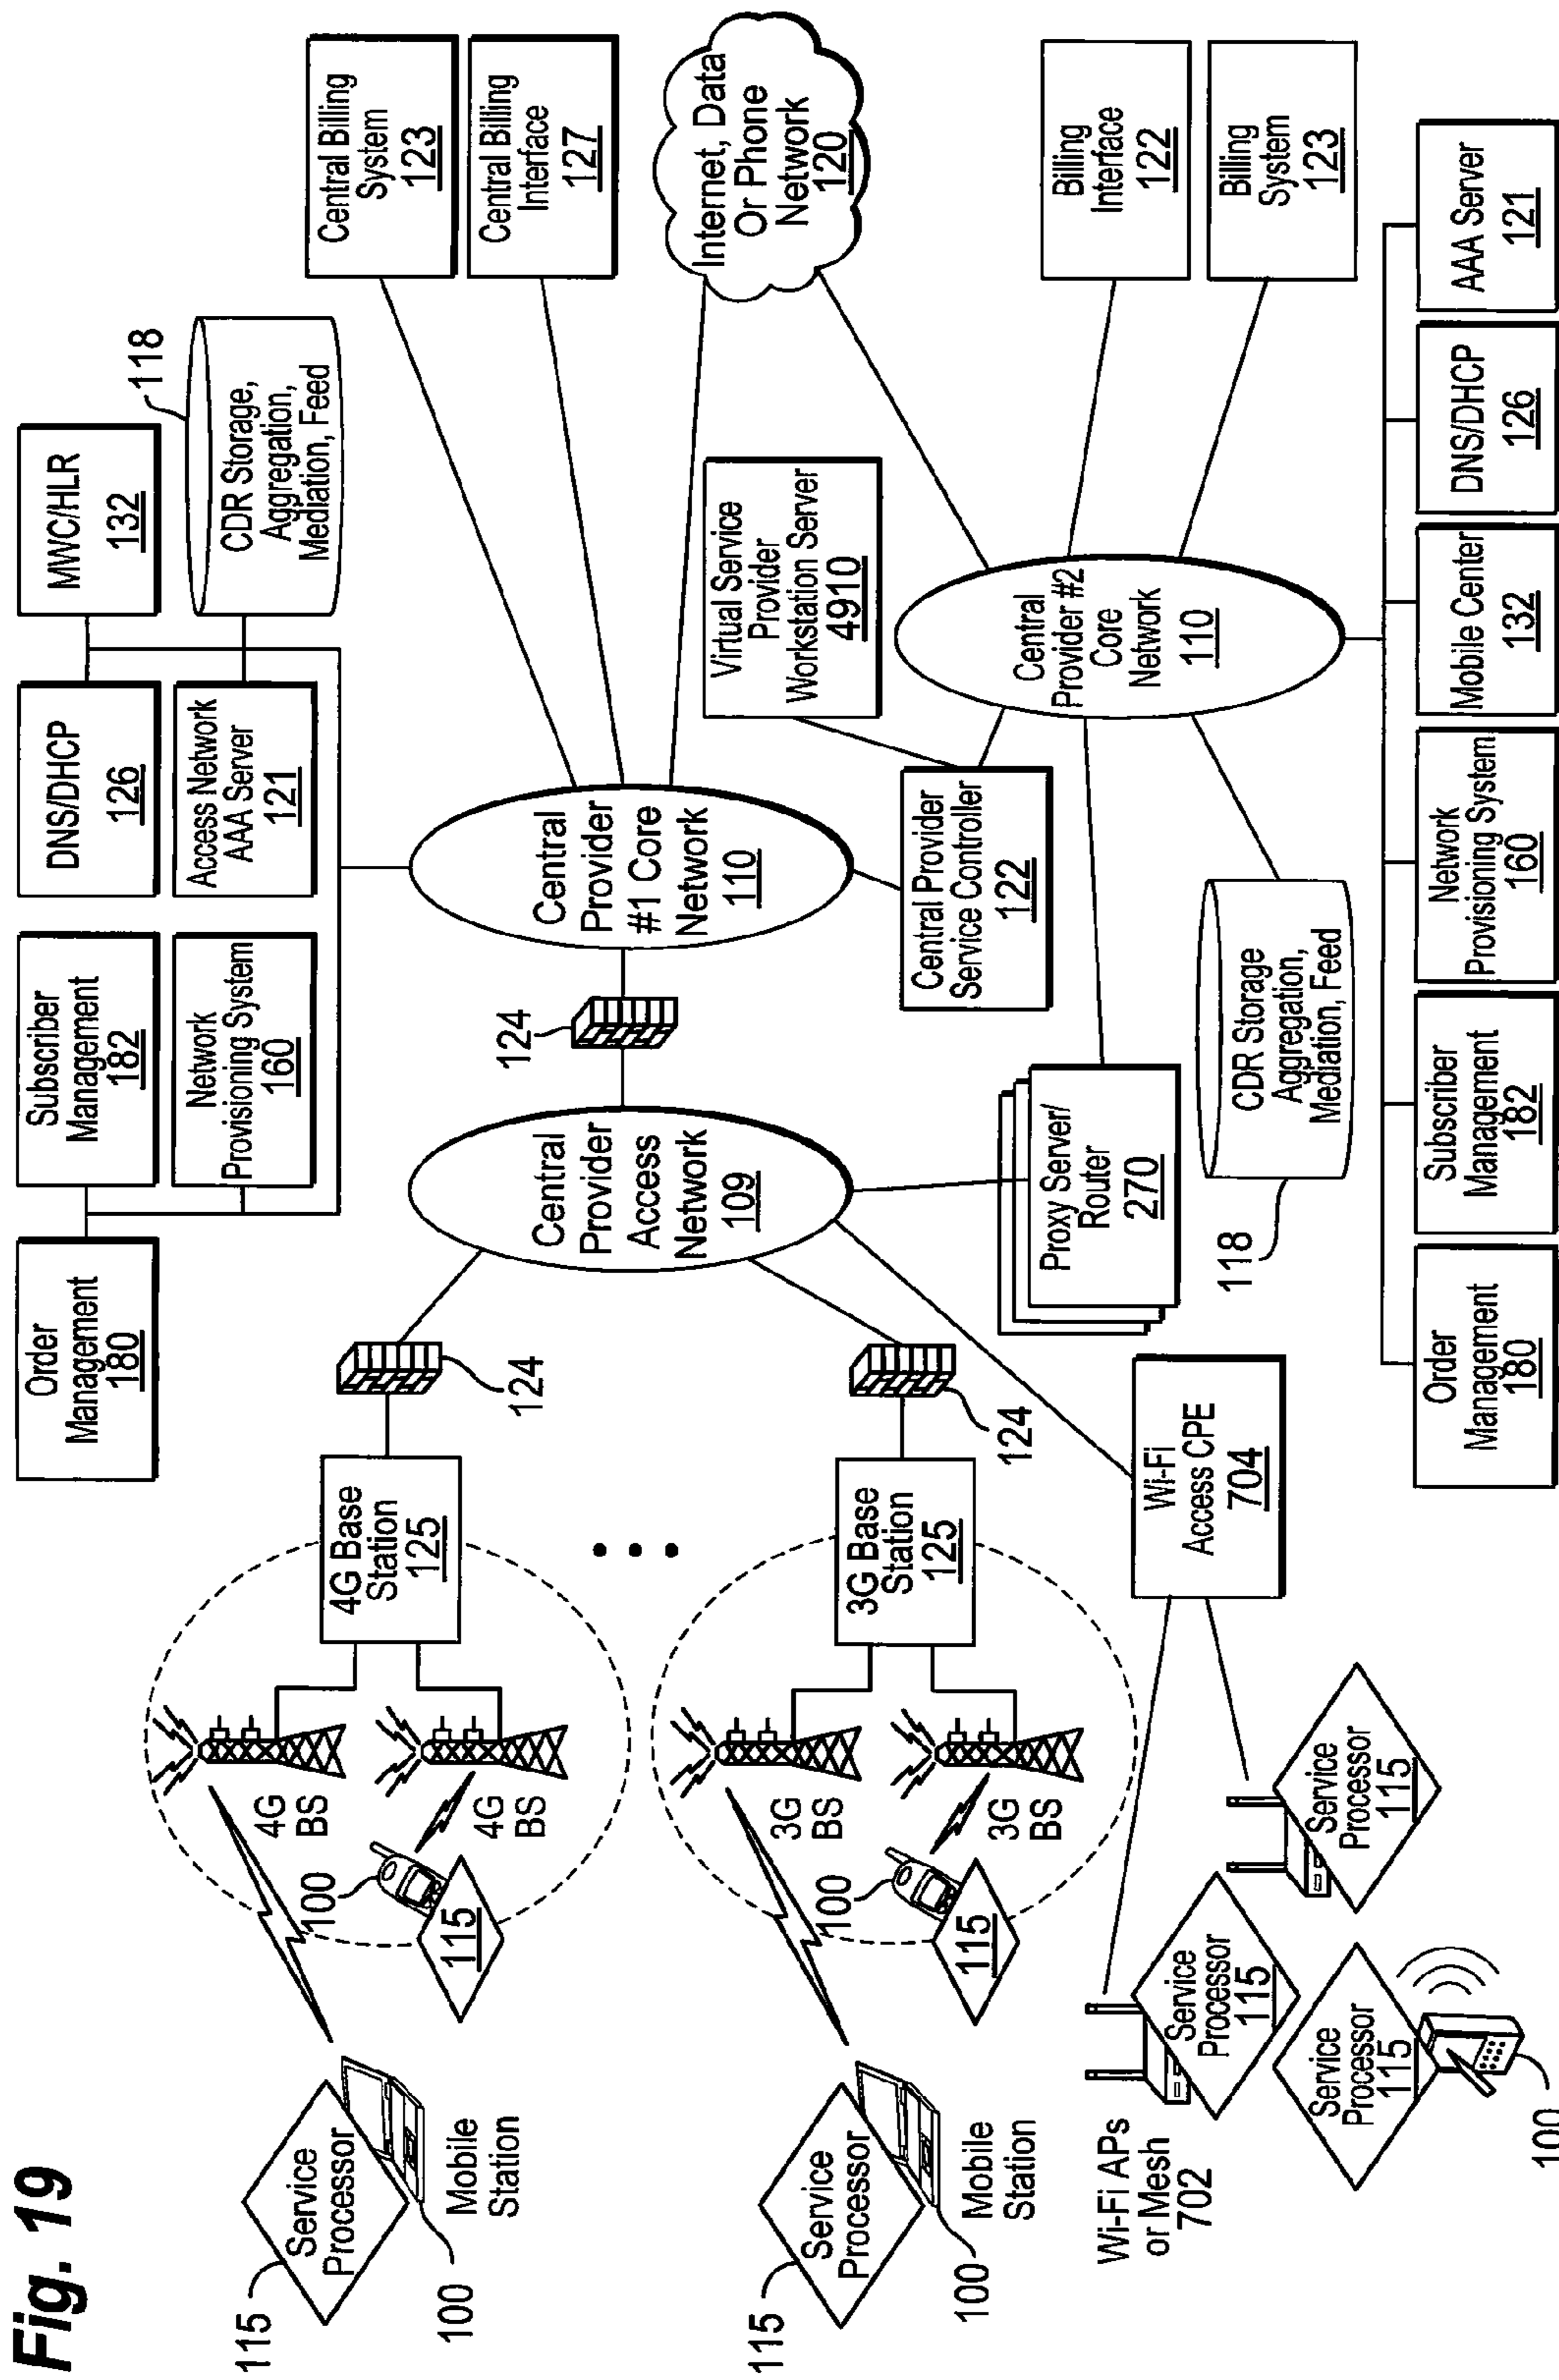 Fig. 19
Order
Management
180
Subscriber
Management
182
Network
Provisioning System
160
DNS/DHCP
126
Access Network
AAA Server
121
MWC/HLR
132
118
CDR Storage,
Aggregation,
Mediation, Feed
Central Billing
System
123
Central Billing
Interface
127
Internet, Data
Or Phone
Network
120
115
Service
Processor
100
Mobile
Station
4G
BS
4G
BS
100
115
4G Base
Station
125
124
Central
Provider
Access
Network
109
124
Central
Provider
#1 Core
Network
110
Virtual Service
Provider
Workstation Server
4910
115
Service
Processor
100
Mobile
Station
3G
BS
3G
BS
100
115
3G Base
Station
125
124
Proxy Server/
Router
270
Central Provider
Service Controller
122
Central
Provider #2
Core
Network
110
Billing
Interface
122
Billing
System
123
Wi-Fi APs
or Mesh
702
Service
Processor
115
Service
Processor
115
Service
Processor
115
100
Wi-Fi
Access CPE
704
118
CDR Storage
Aggregation,
Mediation, Feed
Order
Management
180
Subscriber
Management
182
Network
Provisioning System
160
Mobile Center
132
DNS/DHCP
126
AAA Server
121